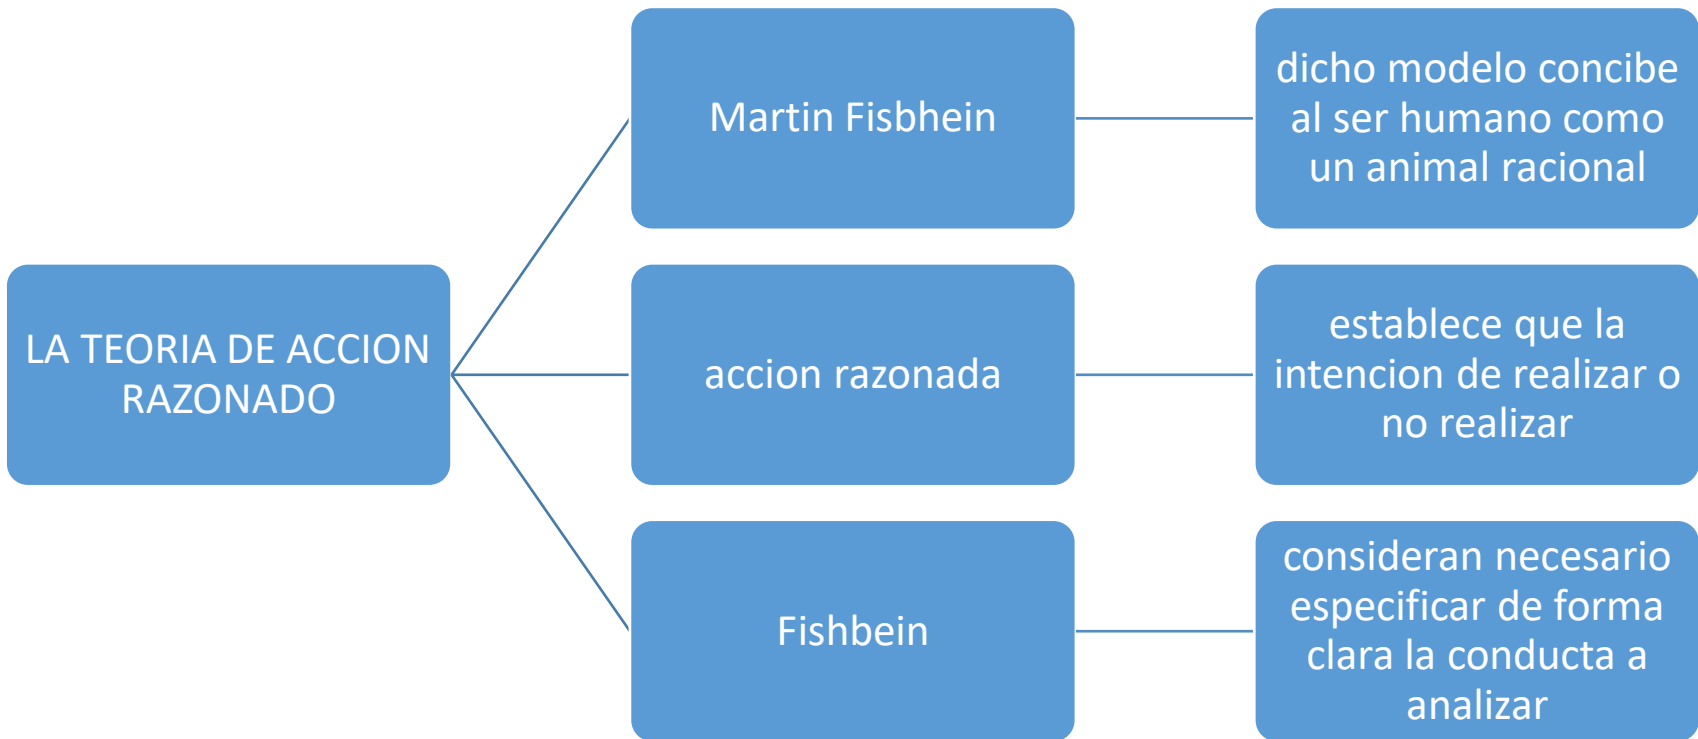 LA TEORIA DE ACCION
RAZONADO
Martin Fisbhein
dicho modelo concibe
al ser humano como
un animal racional
accion razonada
establece que la
intencion de realizar o
no realizar
Fishbein
consideran necesario
especificar de forma
clara la conducta a
analizar